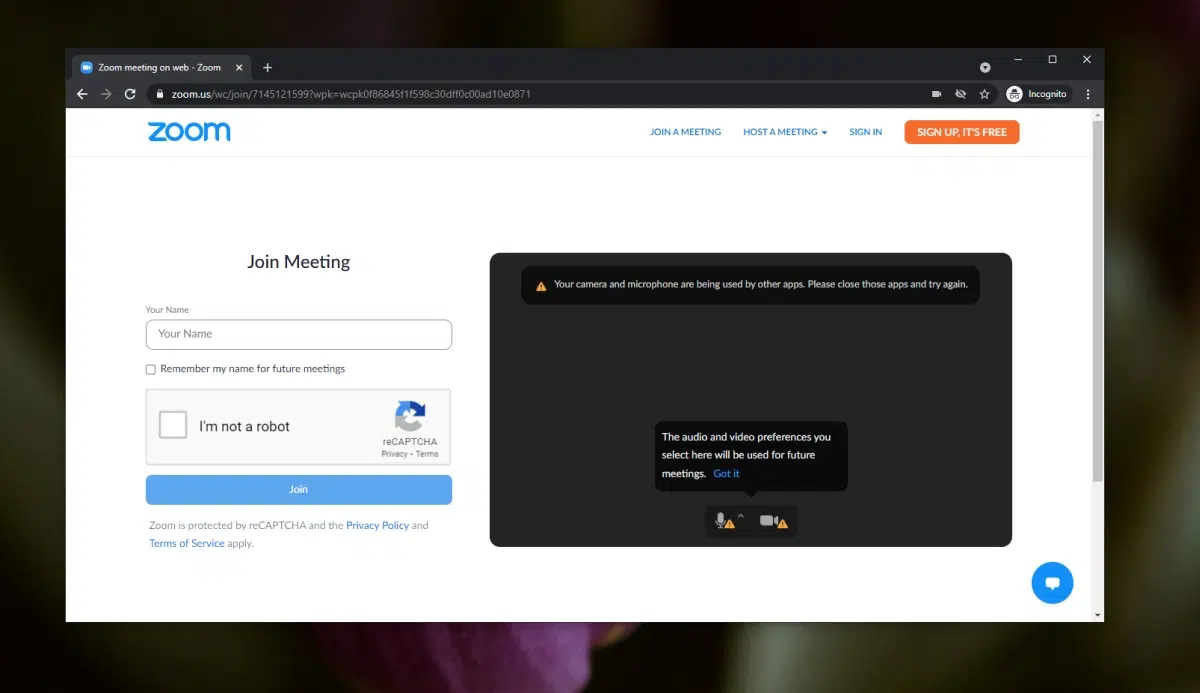 Zoom meeting on web - Zoom
zoom.us/wc/join/7145121599?wpk=wcpk0f86845f1f598c30dff0c00ad10e0871
Incognito
zoom
JOIN A MEETING
HOST A MEETING
SIGN IN
SIGN UP, IT'S FREE
Join Meeting
Your Name
Your Name
Remember my name for future meetings
I'm not a robot
reCAPTCHA
Privacy - Terms
Join
Zoom is protected by reCAPTCHA and the Privacy Policy and
Terms of Service apply.
Your camera and microphone are being used by other apps. Please close those apps and try again.
The audio and video preferences you
select here will be used for future
meetings. Got it